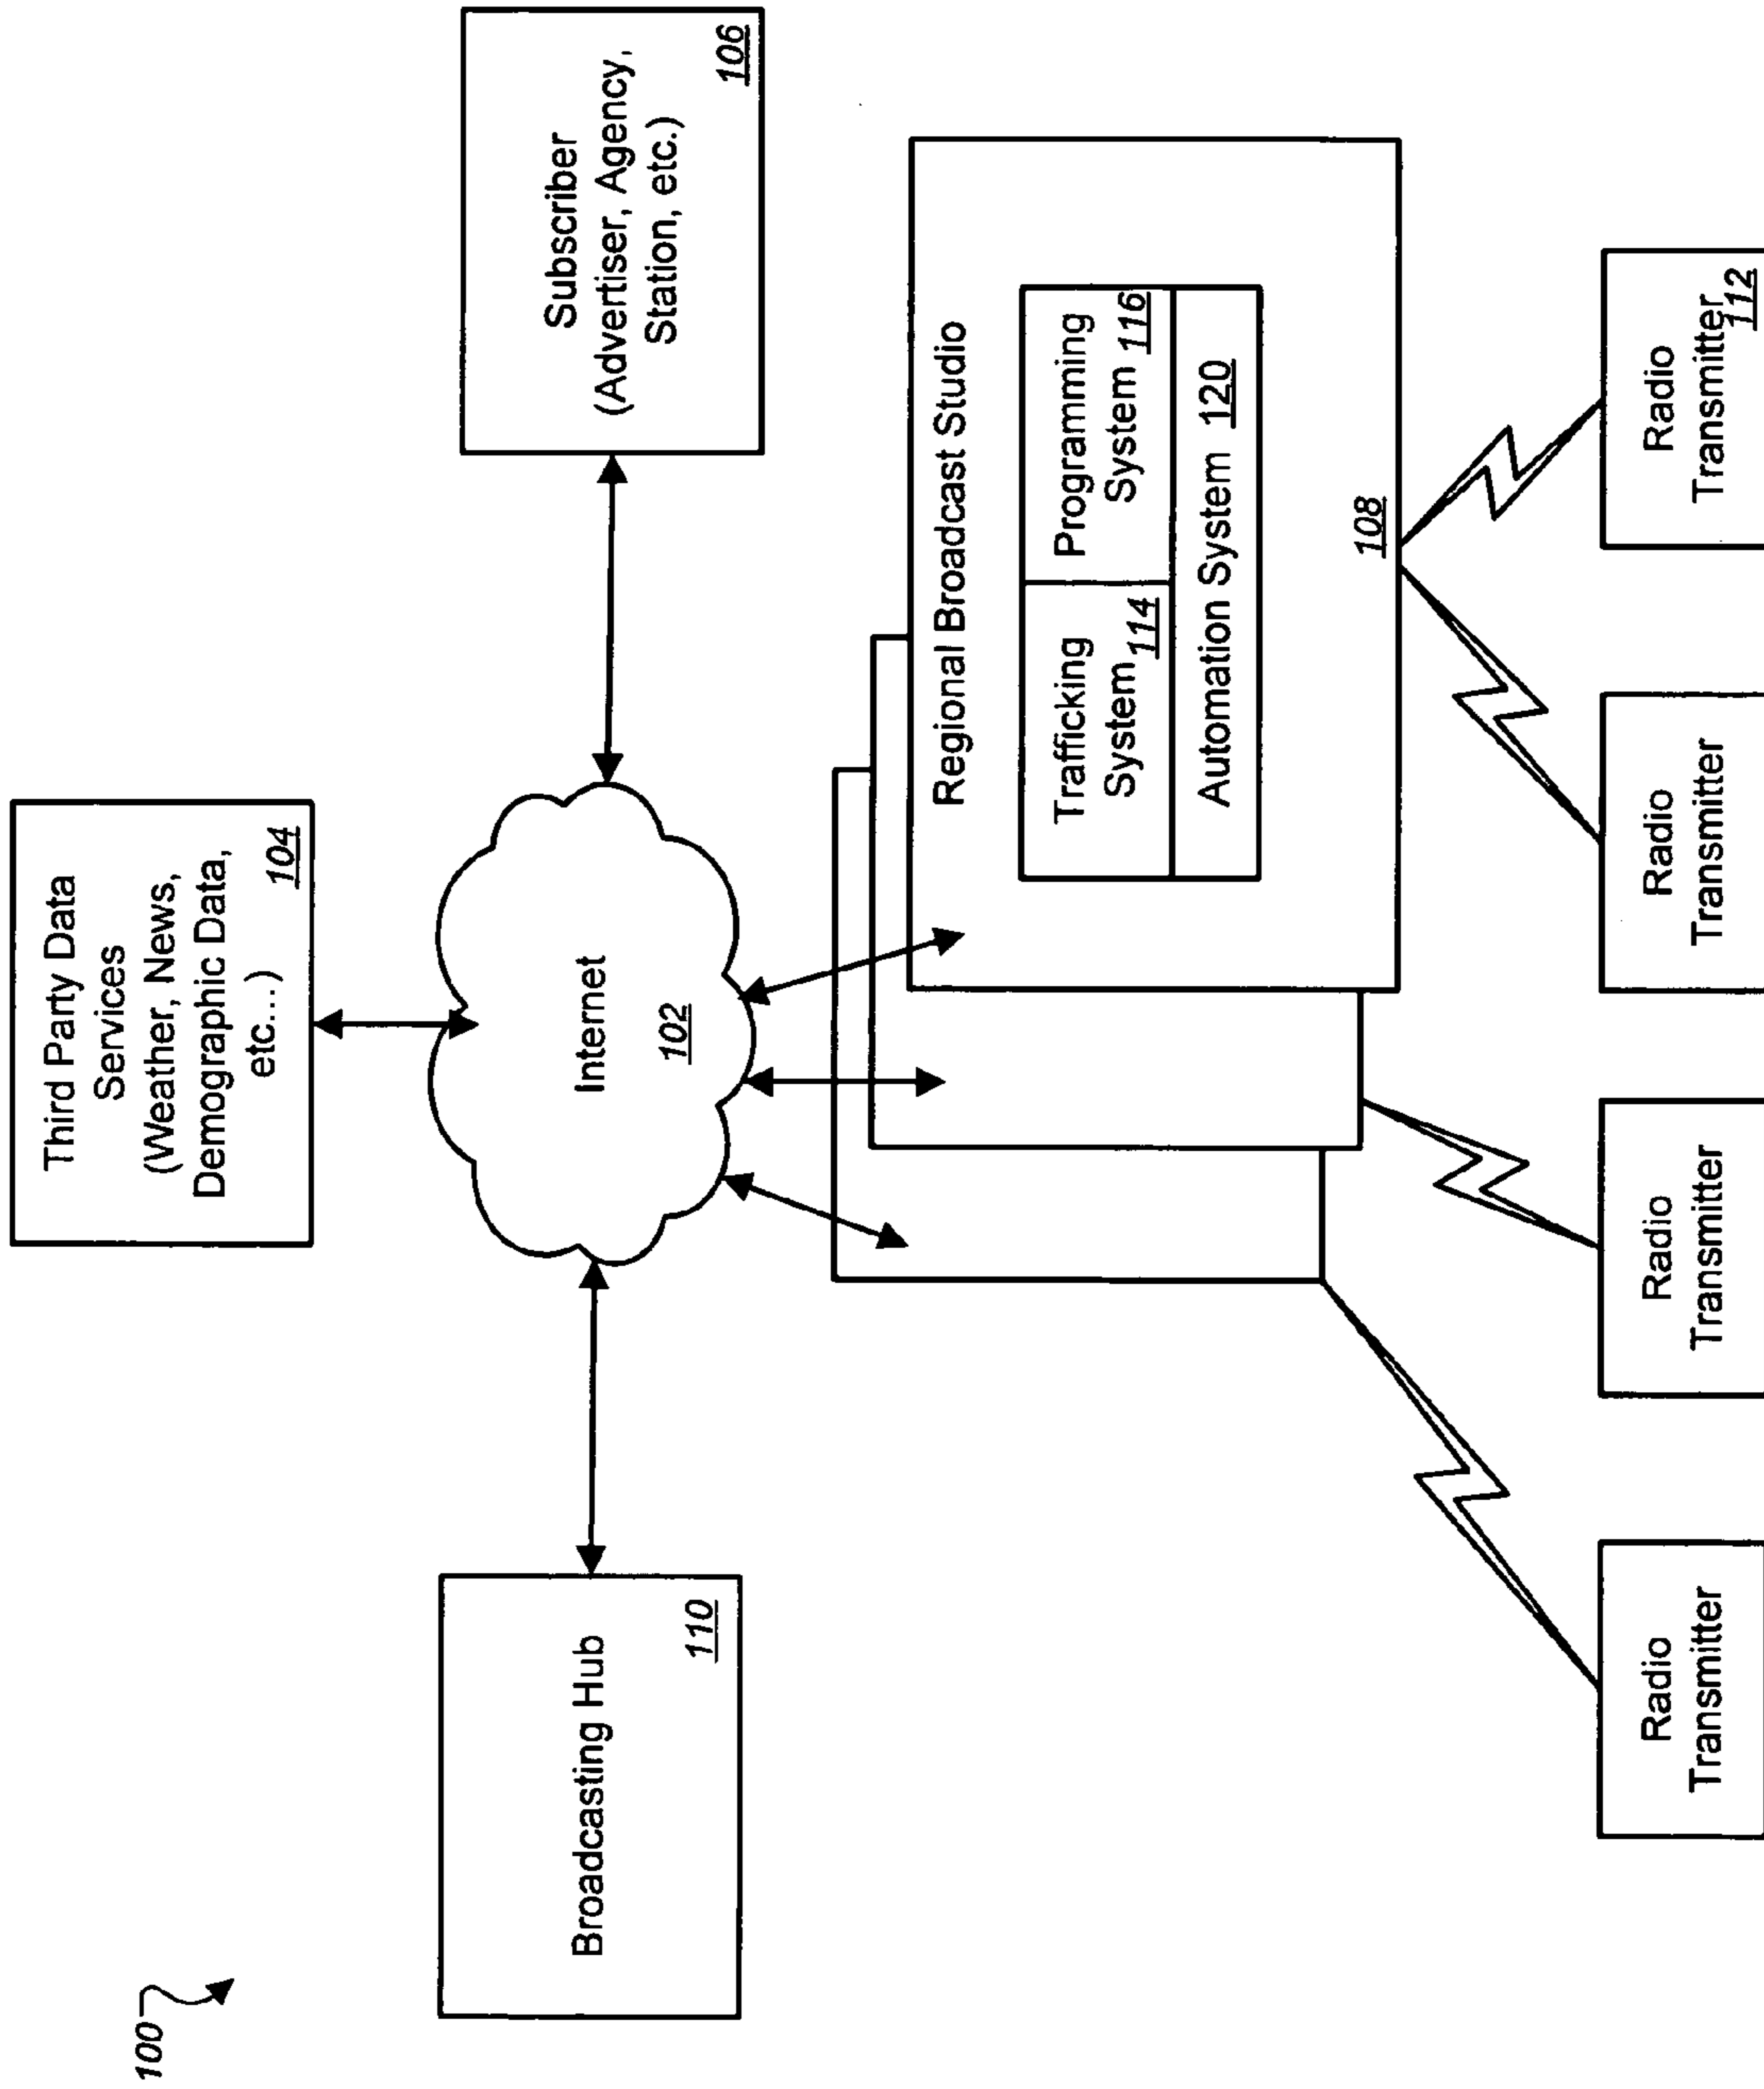 100
Third Party Data
Services
(Weather, News,
Demographic Data,
etc...)
104
Broadcasting Hub
110
Internet
102
Subscriber
(Advertiser, Agency,
Station, etc.)
106
Regional Broadcast Studio
Trafficking
System 114
Programming
System 116
Automation System 120
108
Radio
Transmitter
Radio
Transmitter
Radio
Transmitter
Radio
Transmitter
112